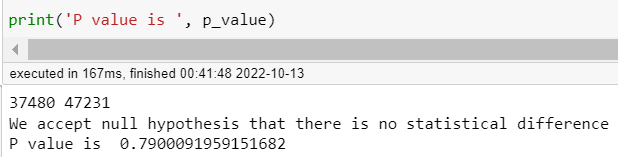 print('P value is ', p_value)
executed in 167ms, finished 00:41:48 2022-10-13
37480 47231
We accept null hypothesis that there is no statistical difference
P value is  0.7900091959151682